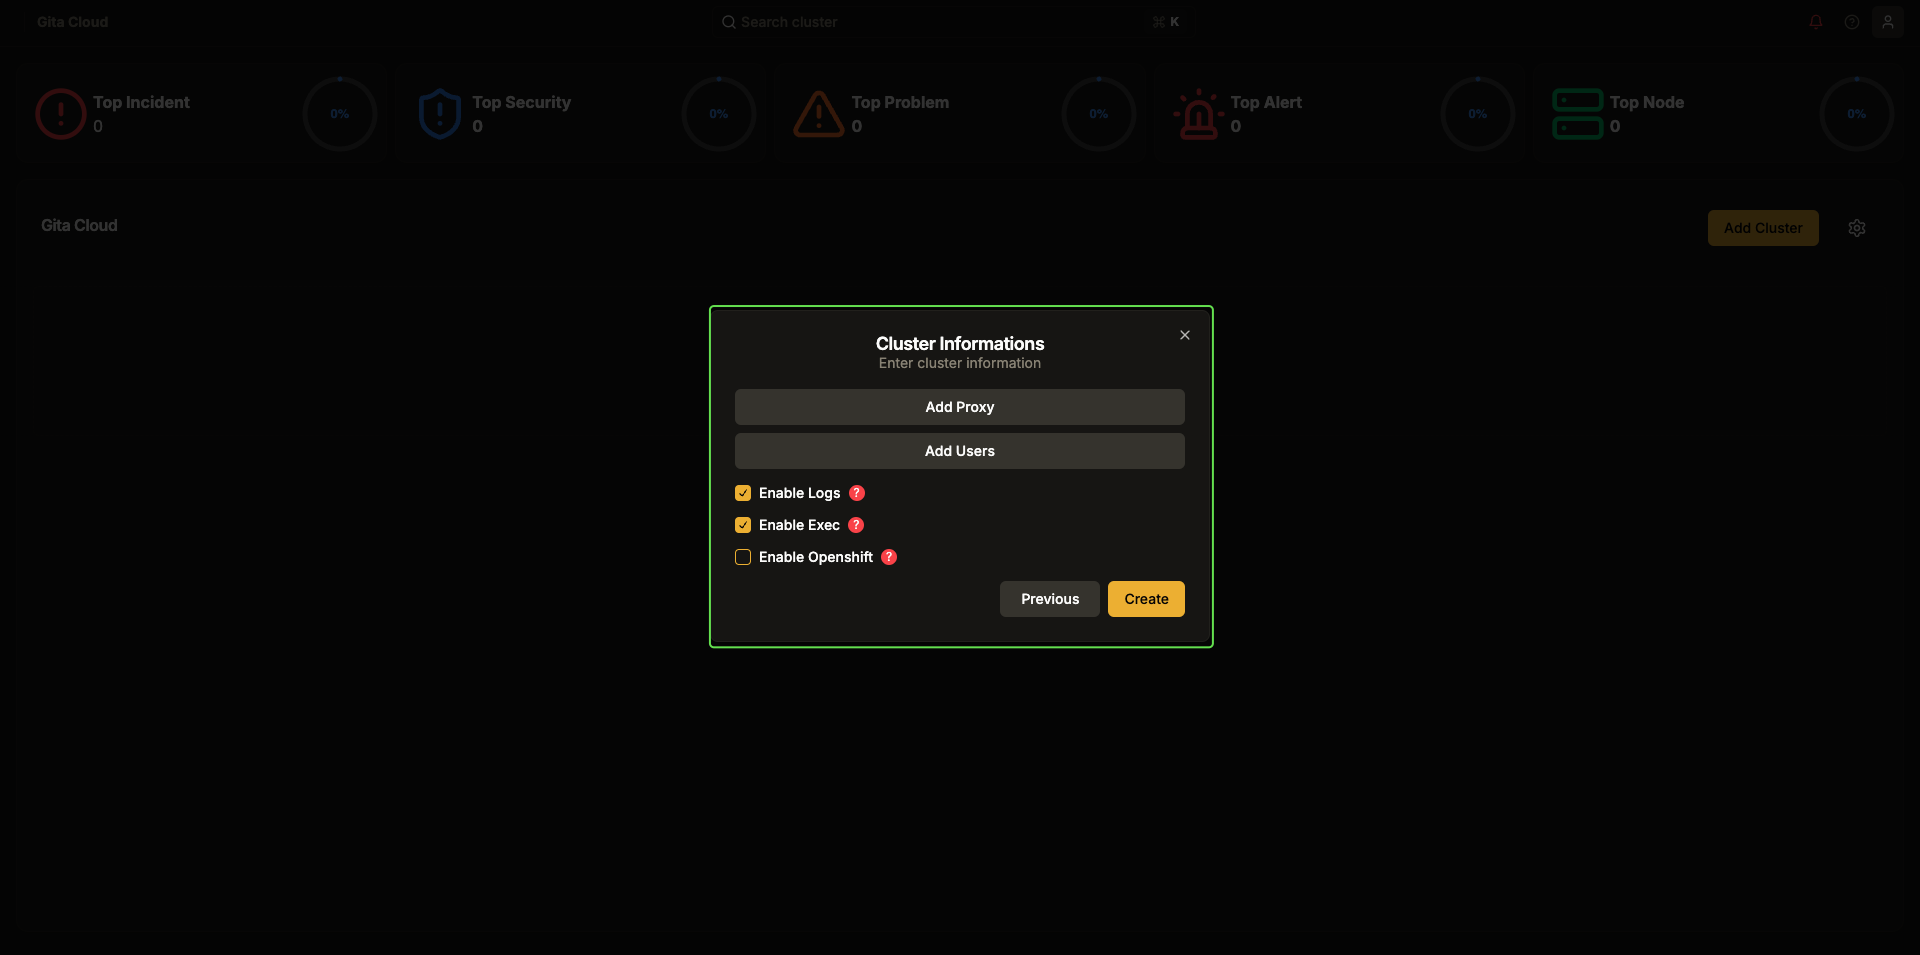 Gita Cloud
Search cluster
⌘ K
Top Incident
0
0%
Top Security
0
0%
Top Problem
0
0%
Top Alert
0
0%
Top Node
0
0%
Gita Cloud
Add Cluster
Cluster Informations
Enter cluster information
Add Proxy
Add Users
Enable Logs ?
Enable Exec ?
Enable Openshift ?
Previous
Create